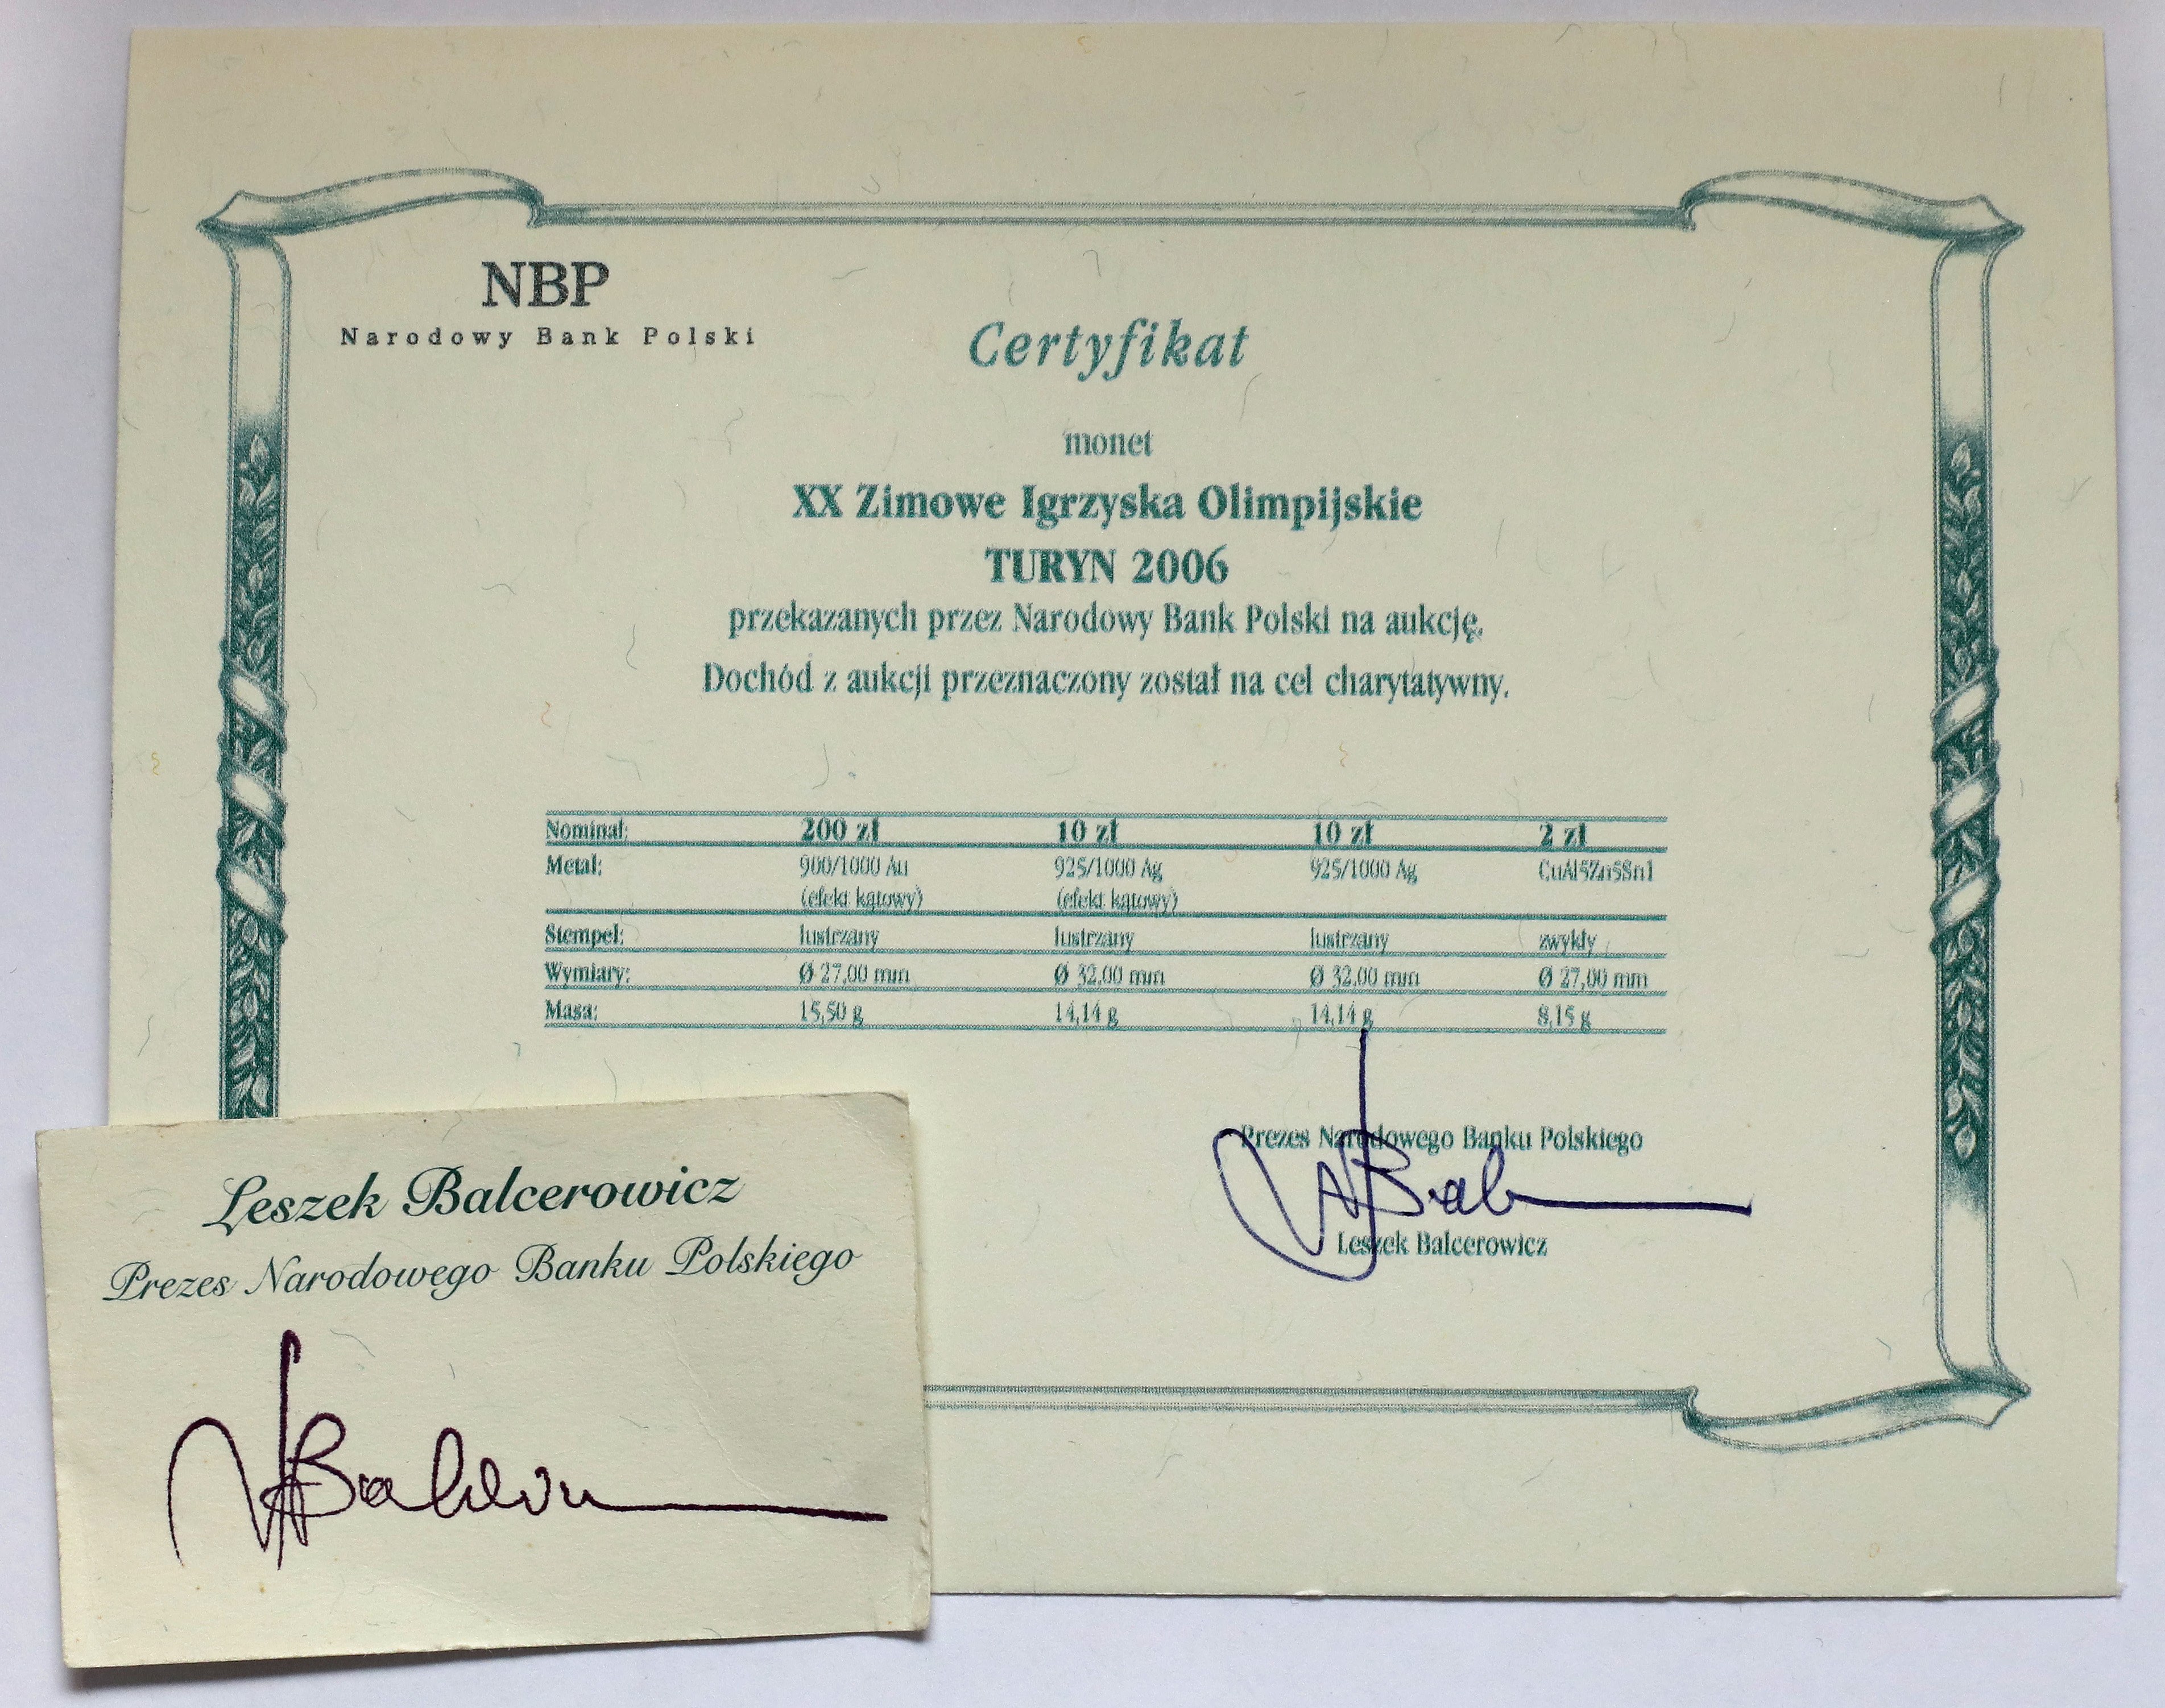 NBP
Narodowy Bank Polski
Certyfikat
monet
XX Zimowe Igrzyska Olimpijskie
TURYN 2006
przekazanych przez Narodowy Bank Polski na aukcję.
Dochód z aukcji przeznaczony został na cel charytatywny.
Nominał: 200 zł 10 zł 10 zł 2 zł
Metal: 900/1000 Au 925/1000 Ag 925/1000 Ag CuAl5Zn5Sn1
(efekt kątowy) (efekt kątowy)
Stempel: lustrzany lustrzany lustrzany zwykły
Wymiary: Ø 27,00 mm Ø 32,00 mm Ø 32,00 mm Ø 27,00 mm
Masa: 15,50 g 14,14 g 14,14 g 8,15 g
Prezes Narodowego Banku Polskiego
Leszek Balcerowicz
Leszek Balcerowicz
Prezes Narodowego Banku Polskiego